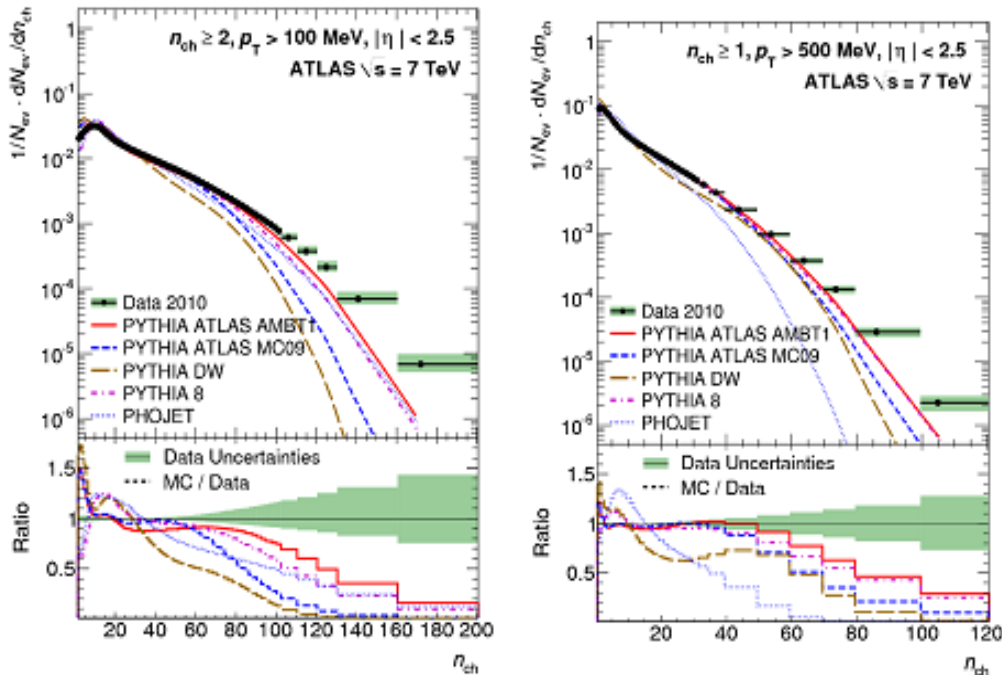 1/N_ev · dN_ev/dn_ch
n_ch ≥ 2, p_T > 100 MeV, |η| < 2.5
ATLAS √s = 7 TeV
1
10^-1
10^-2
10^-3
10^-4
10^-5
10^-6
Data 2010
PYTHIA ATLAS AMBT1
PYTHIA ATLAS MC09
PYTHIA DW
PYTHIA 8
PHOJET
Ratio
1.5
1
0.5
Data Uncertainties
MC / Data
20 40 60 80 100 120 140 160 180 200
n_ch
1/N_ev · dN_ev/dn_ch
n_ch ≥ 1, p_T > 500 MeV, |η| < 2.5
ATLAS √s = 7 TeV
1
10^-1
10^-2
10^-3
10^-4
10^-5
10^-6
Data 2010
PYTHIA ATLAS AMBT1
PYTHIA ATLAS MC09
PYTHIA DW
PYTHIA 8
PHOJET
Ratio
1.5
1
0.5
Data Uncertainties
MC / Data
20 40 60 80 100 120
n_ch